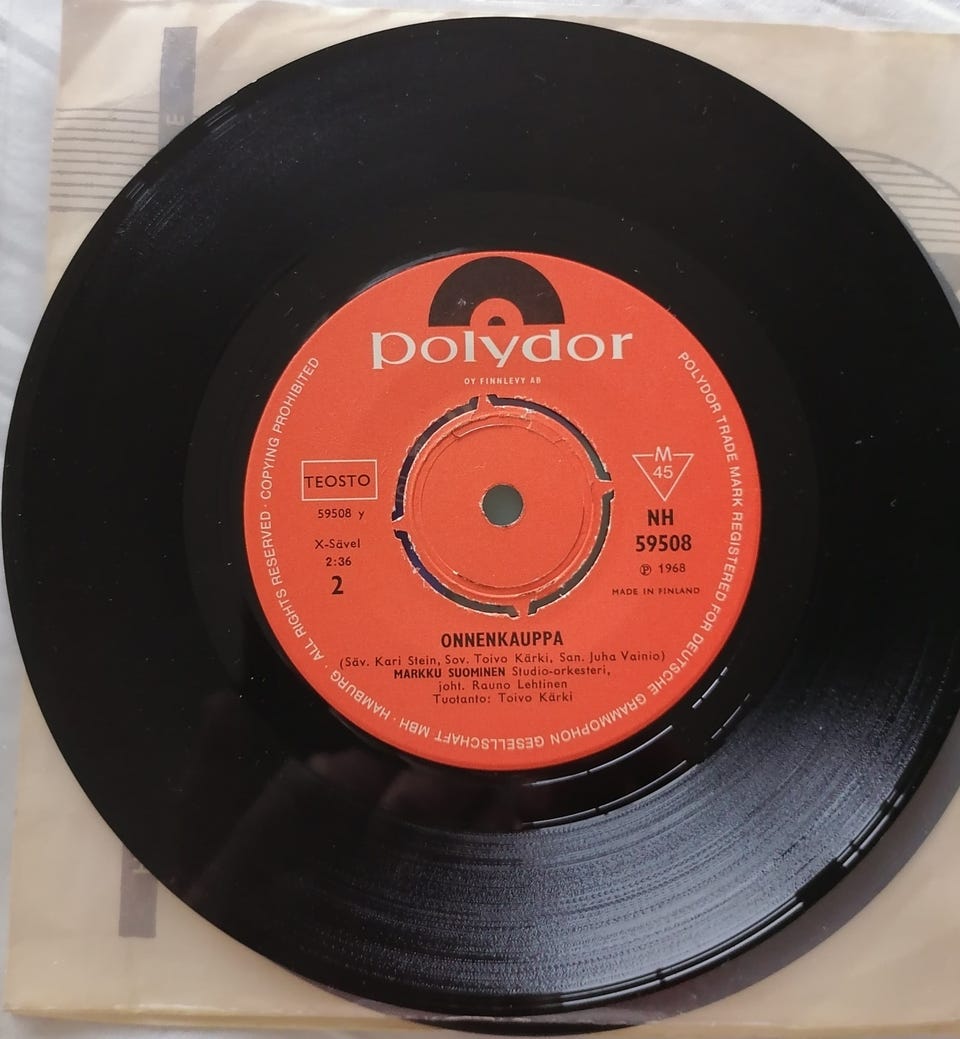 polydor
OY FINNLEVY AB
TEOSTO
59508 y
X-Sävel
2:36
2
M
45
NH
59508
Ⓟ 1968
MADE IN FINLAND
ONNENKAUPPA
(Säv. Kari Stein, Sov. Toivo Kärki, San. Juha Vainio)
MARKKU SUOMINEN Studio-orkesteri,
joht. Rauno Lehtinen
Tuotanto: Toivo Kärki
POLYDOR TRADE MARK REGISTERED FOR DEUTSCHE GRAMMOPHON GESELLSCHAFT MBH · HAMBURG · ALL RIGHTS RESERVED · COPYING PROHIBITED